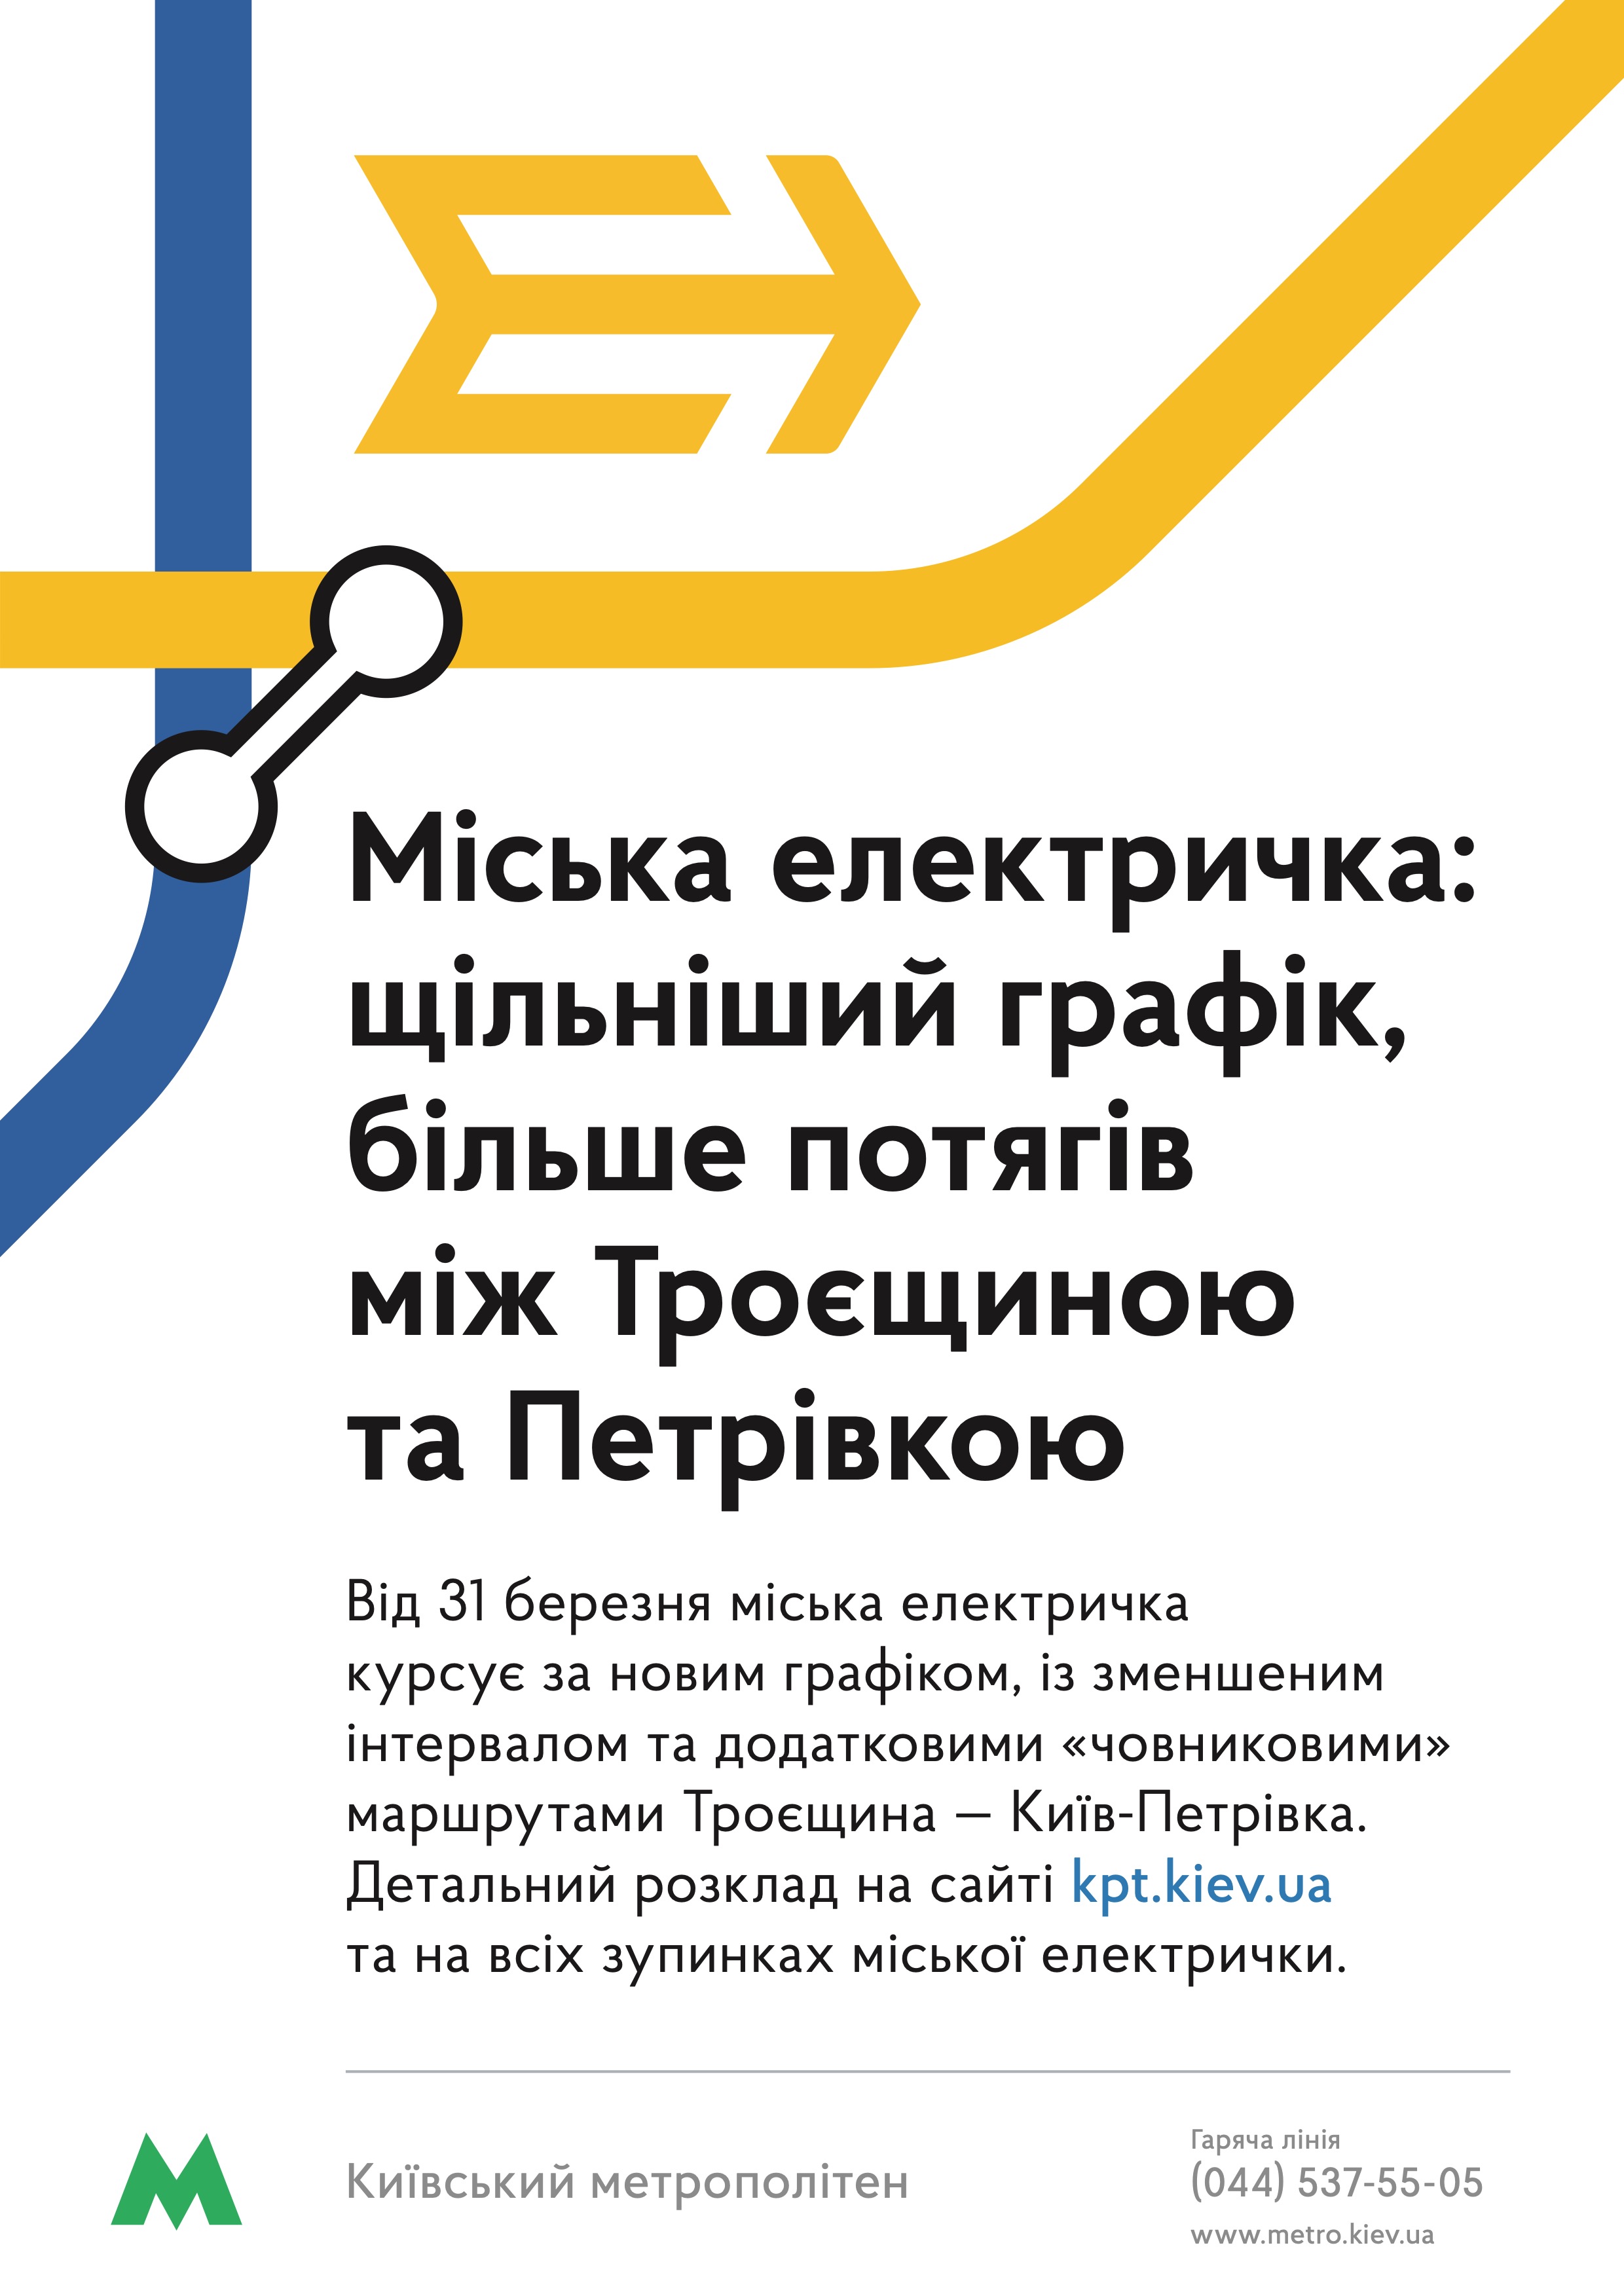 Міська електричка:
щільніший графік,
більше потягів
між Троєщиною
та Петрівкою
Від 31 березня міська електричка
курсує за новим графіком, із зменшеним
інтервалом та додатковими «човниковими»
маршрутами Троєщина — Київ-Петрівка.
Детальний розклад на сайті kpt.kiev.ua
та на всіх зупинках міської електрички.
Київський метрополітен
Гаряча лінія
(044) 537-55-05
www.metro.kiev.ua